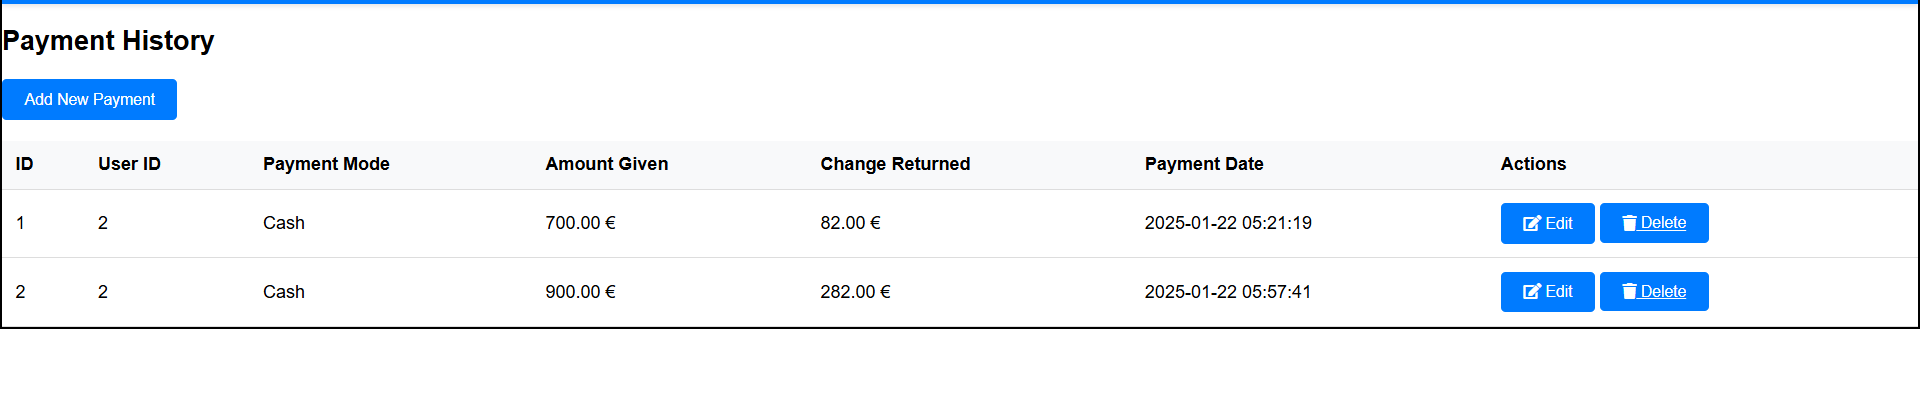 Payment History
Add New Payment
ID User ID Payment Mode Amount Given Change Returned Payment Date Actions
1 2 Cash 700.00 € 82.00 € 2025-01-22 05:21:19 Edit Delete
2 2 Cash 900.00 € 282.00 € 2025-01-22 05:57:41 Edit Delete